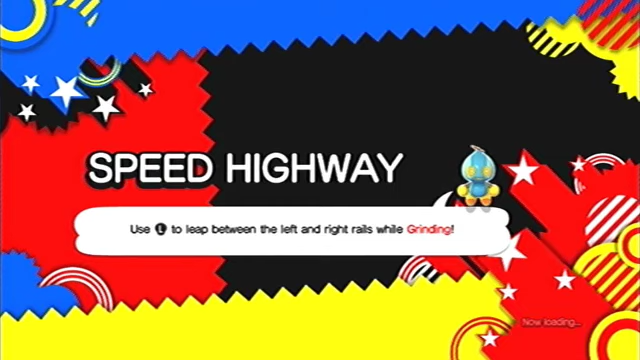 SPEED HIGHWAY
Use L to leap between the left and right rails while Grinding!
Now loading...